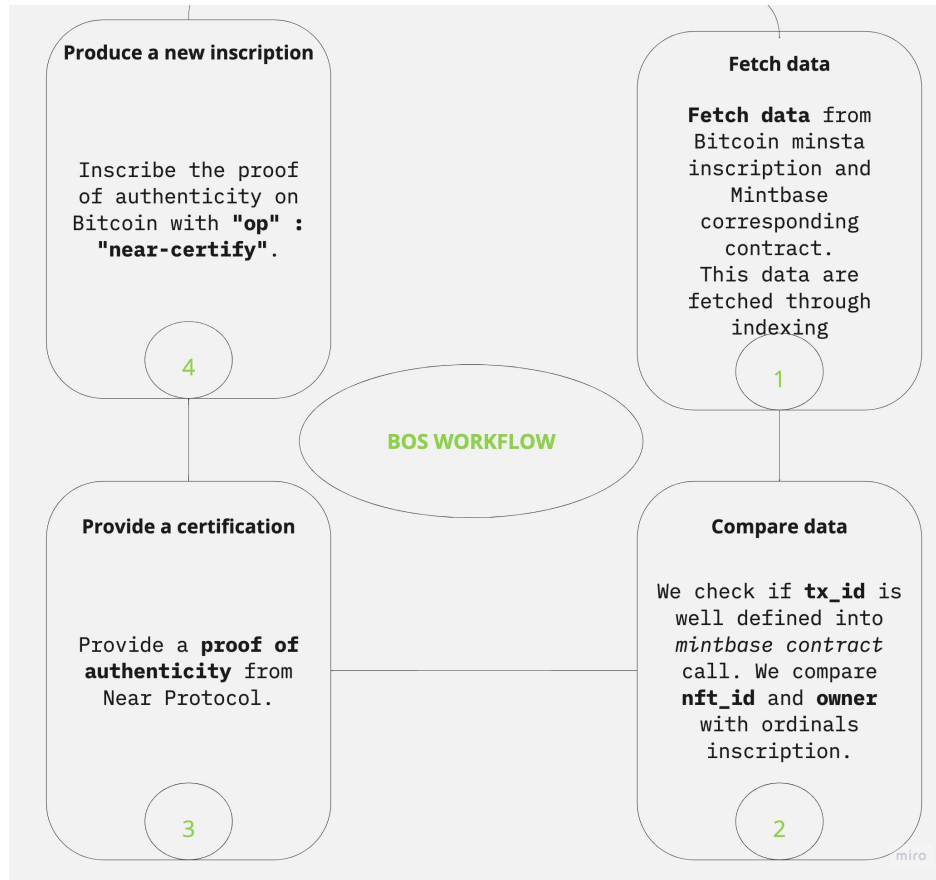 Produce a new inscription
Inscribe the proof
of authenticity on
Bitcoin with "op" :
"near-certify".
4
Fetch data
Fetch data from
Bitcoin minsta
inscription and
Mintbase
corresponding
contract.
This data are
fetched through
indexing
1
BOS WORKFLOW
Provide a certification
Provide a proof of
authenticity from
Near Protocol.
3
Compare data
We check if tx_id is
well defined into
mintbase contract
call. We compare
nft_id and owner
with ordinals
inscription.
2
miro